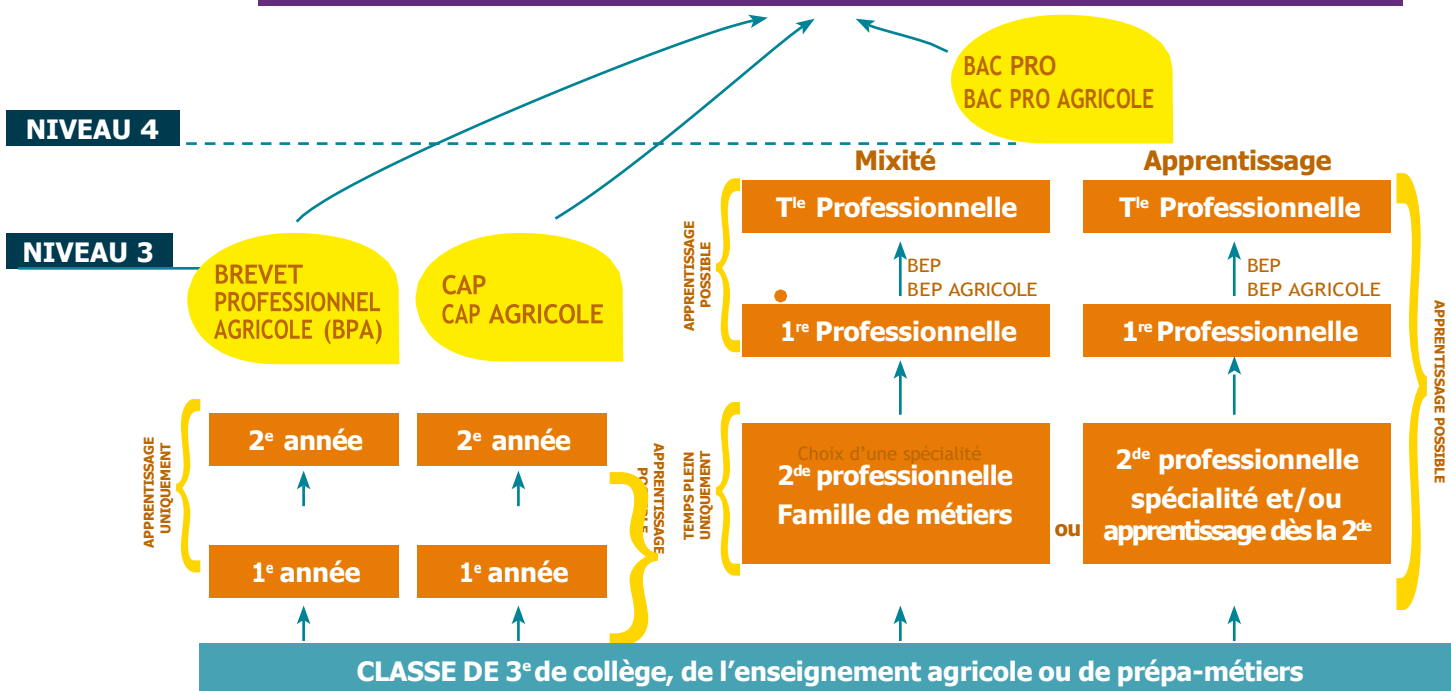 BAC PRO
BAC PRO AGRICOLE
NIVEAU 4
Mixité
Apprentissage
Tle Professionnelle
Tle Professionnelle
APPRENTISSAGE
POSSIBLE
NIVEAU 3
BREVET
PROFESSIONNEL
AGRICOLE (BPA)
CAP
CAP AGRICOLE
BEP
BEP AGRICOLE
BEP
BEP AGRICOLE
1re Professionnelle
1re Professionnelle
APPRENTISSAGE POSSIBLE
APPRENTISSAGE
UNIQUEMENT
2e année
2e année
APPRENTISSAGE
POSSIBLE
TEMPS PLEIN
UNIQUEMENT
Choix d'une spécialité
2de professionnelle
Famille de métiers
ou
2de professionnelle
spécialité et/ou
apprentissage dès la 2de
1e année
1e année
CLASSE DE 3e de collège, de l'enseignement agricole ou de prépa-métiers